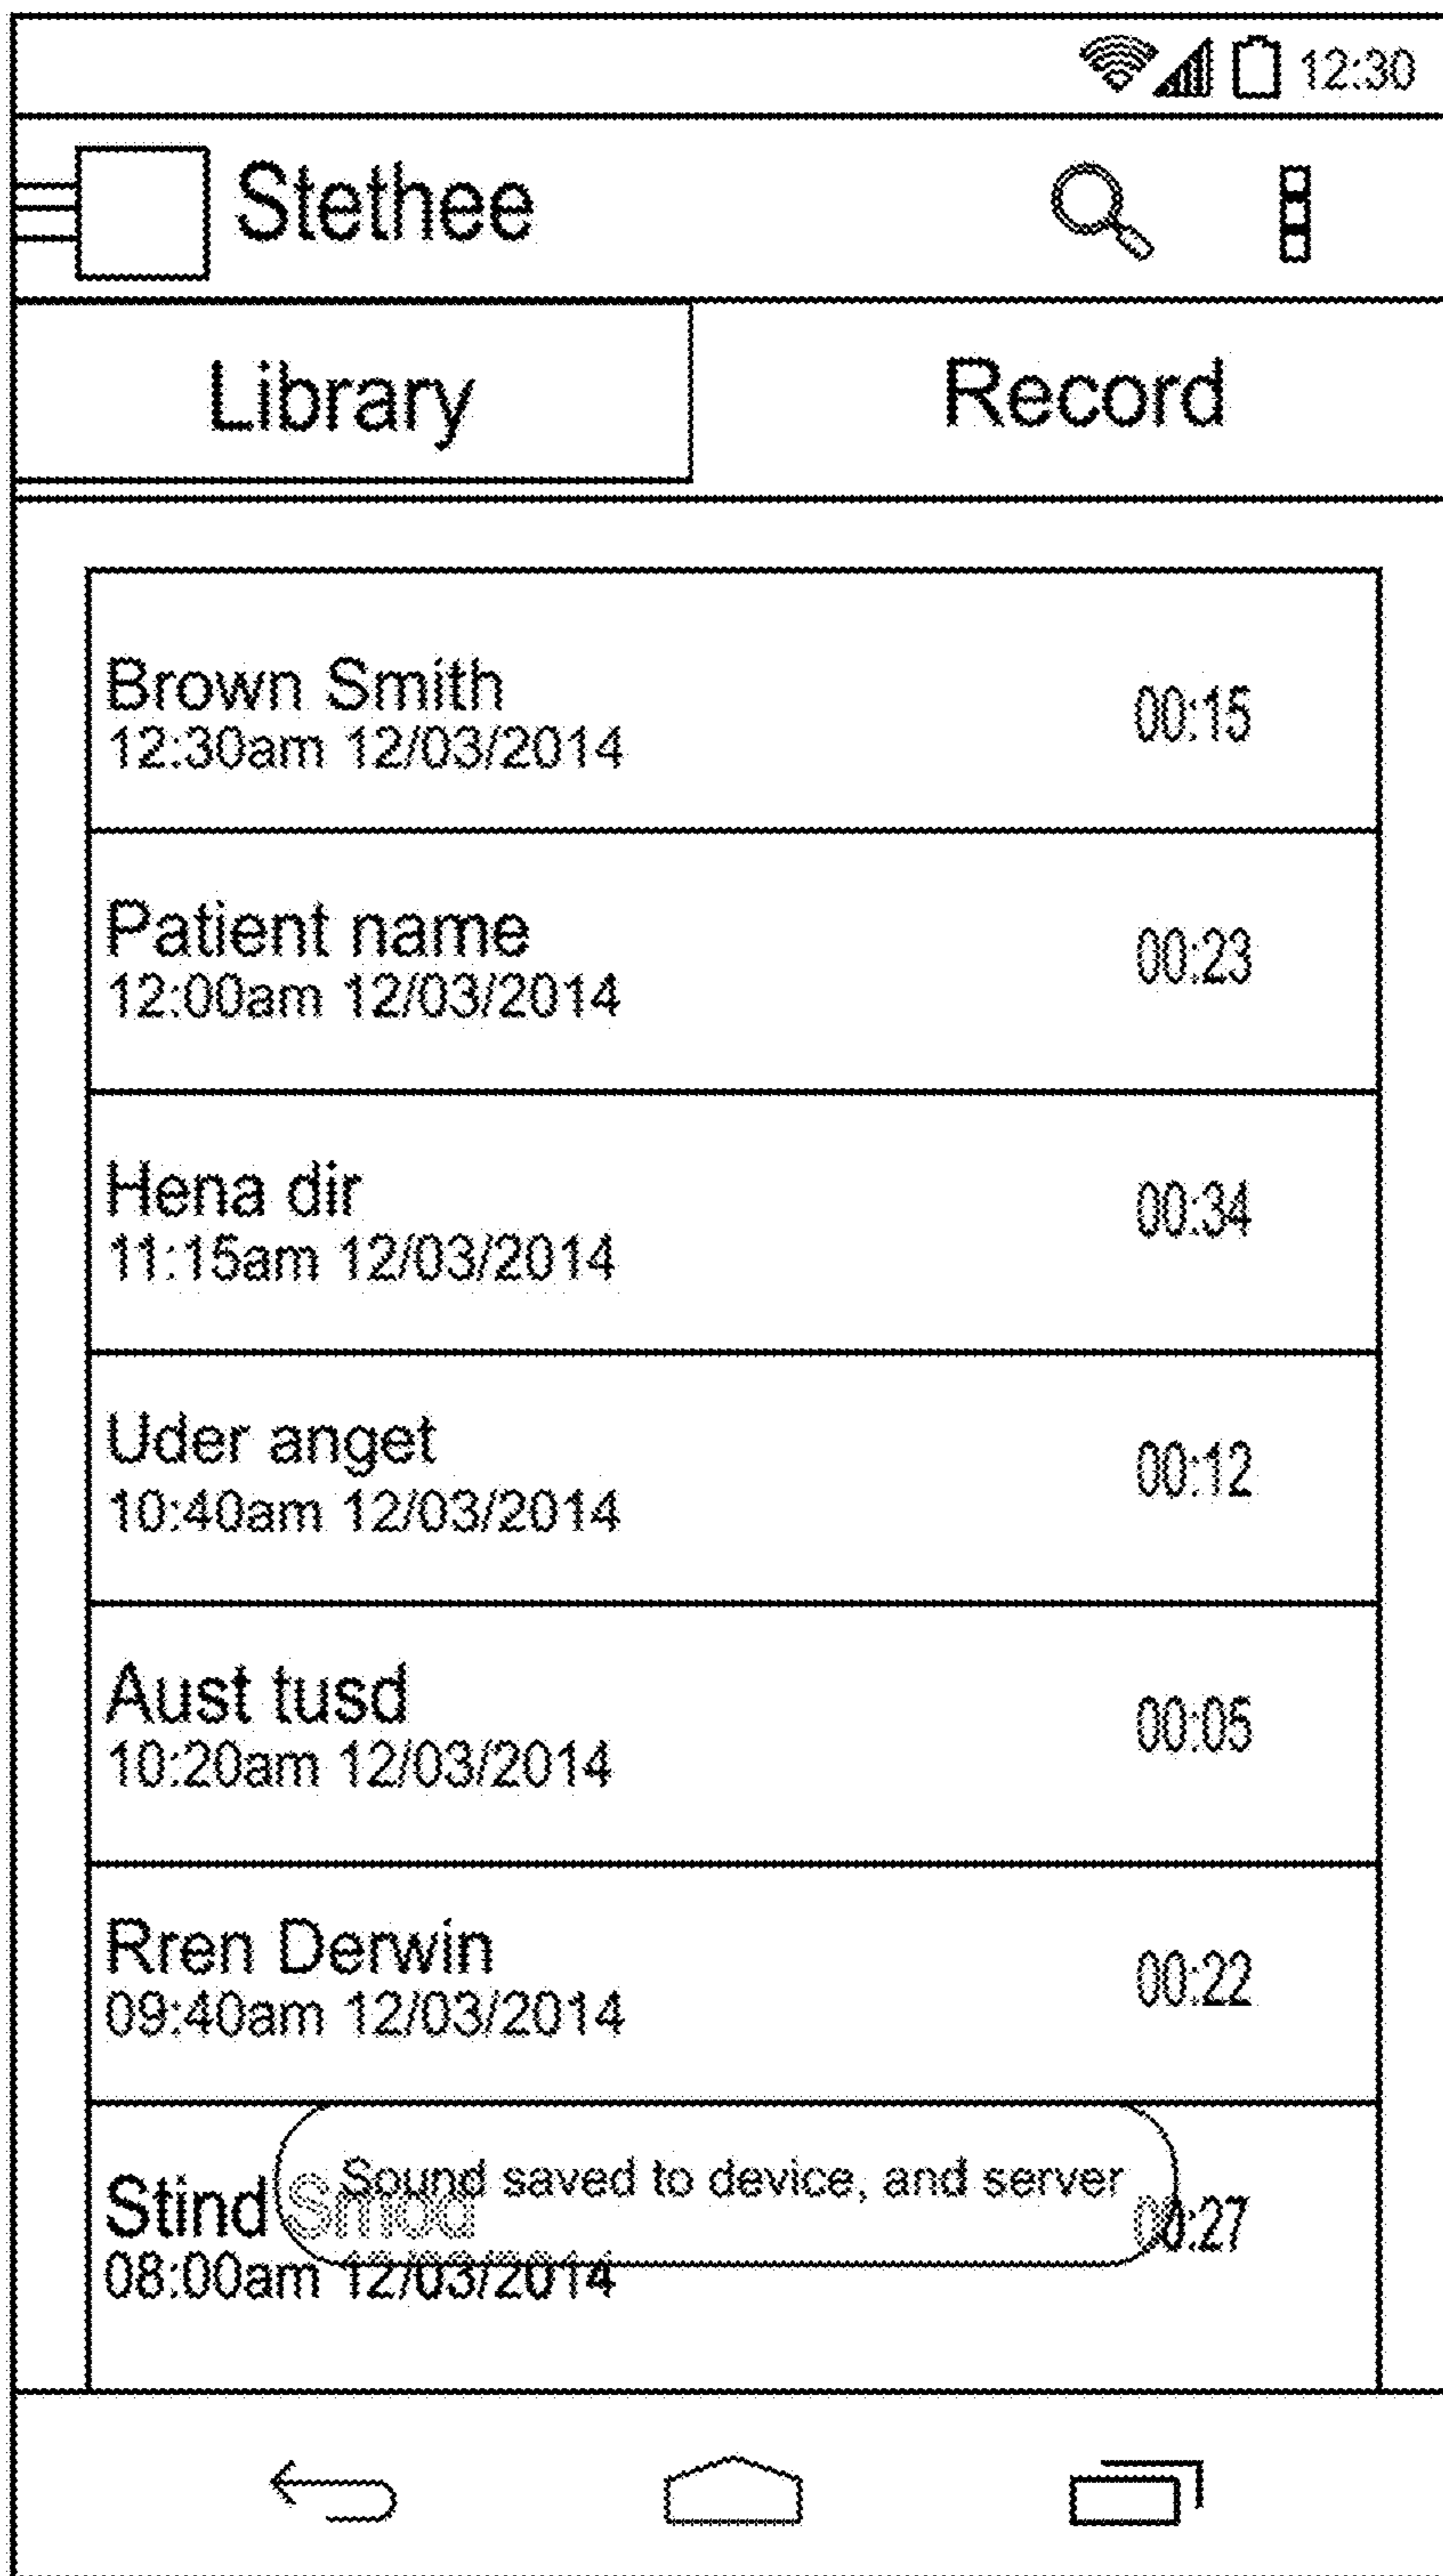 12:30
Stethee
Library Record
Brown Smith
12:30am 12/03/2014
00:15
Patient name
12:00am 12/03/2014
00:23
Hena dir
11:15am 12/03/2014
00:34
Uder anget
10:40am 12/03/2014
00:12
Aust tusd
10:20am 12/03/2014
00:05
Rren Derwin
09:40am 12/03/2014
00:22
Sound saved to device, and server
Stind Smod
00:27
08:00am 12/03/2014